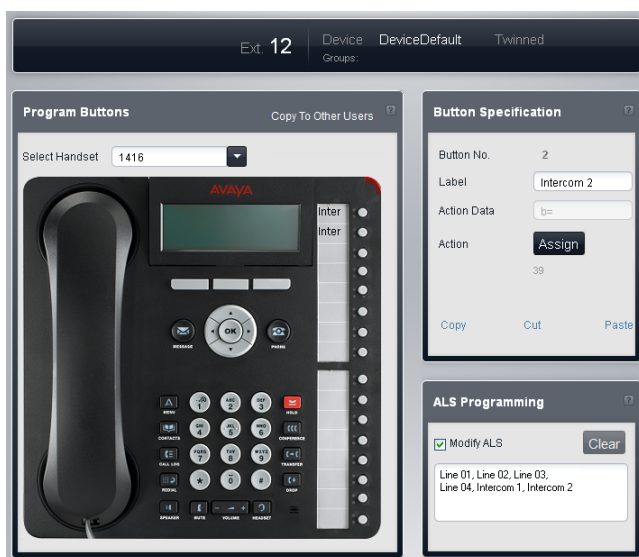 Ext. 12 Device DeviceDefault Twinned
Groups:
Program Buttons Copy To Other Users ?
Select Handset 1416
AVAYA
Inter
Inter
OK
MESSAGE PHONE
MENU 1 ABC 2 DEF 3 HOLD
CONTACTS GHI 4 JKL 5 MNO 6 CONFERENCE
CALL LOG PQRS 7 TUV 8 WXYZ 9 TRANSFER
REDIAL * 0 # DROP
SPEAKER MUTE - + VOLUME HEADSET
Button Specification ?
Button No. 2
Label Intercom 2
Action Data b=
Action Assign
39
Copy Cut Paste
ALS Programming ?
Modify ALS Clear
Line 01, Line 02, Line 03,
Line 04, Intercom 1, Intercom 2